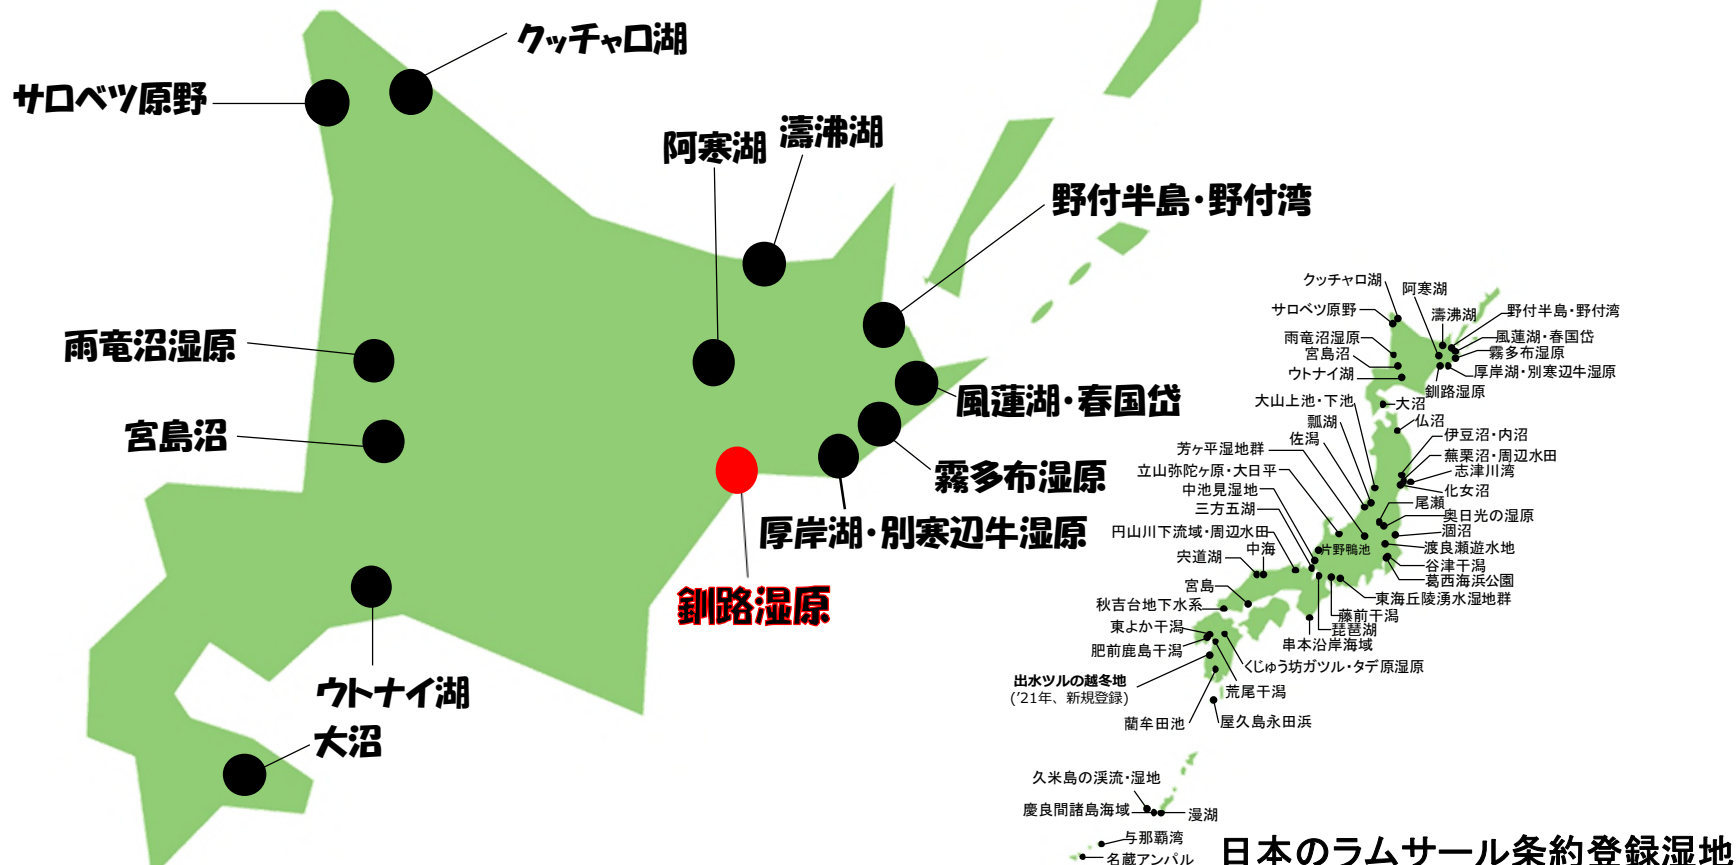 クッチャロ湖
サロベツ原野
阿寒湖
濤沸湖
野付半島・野付湾
雨竜沼湿原
宮島沼
風蓮湖・春国岱
霧多布湿原
厚岸湖・別寒辺牛湿原
釧路湿原
ウトナイ湖
大沼
クッチャロ湖
阿寒湖
サロベツ原野
濤沸湖
野付半島・野付湾
雨竜沼湿原
風蓮湖・春国岱
宮島沼
霧多布湿原
ウトナイ湖
厚岸湖・別寒辺牛湿原
釧路湿原
大山上池・下池
大沼
瓢湖
仏沼
佐潟
伊豆沼・内沼
芳ヶ平湿地群
蕪栗沼・周辺水田
立山弥陀ヶ原・大日平
志津川湾
中池見湿地
化女沼
三方五湖
尾瀬
奥日光の湿原
円山川下流域・周辺水田
涸沼
中海
片野鴨池
渡良瀬遊水地
宍道湖
谷津干潟
葛西海浜公園
宮島
東海丘陵湧水湿地群
秋吉台地下水系
藤前干潟
東よか干潟
琵琶湖
串本沿岸海域
肥前鹿島干潟
くじゅう坊ガツル・タデ原湿原
出水ツルの越冬地
('21年、新規登録)
荒尾干潟
藺牟田池
屋久島永田浜
久米島の渓流・湿地
慶良間諸島海域
漫湖
与那覇湾
名蔵アンパル
日本のラムサール条約登録湿地